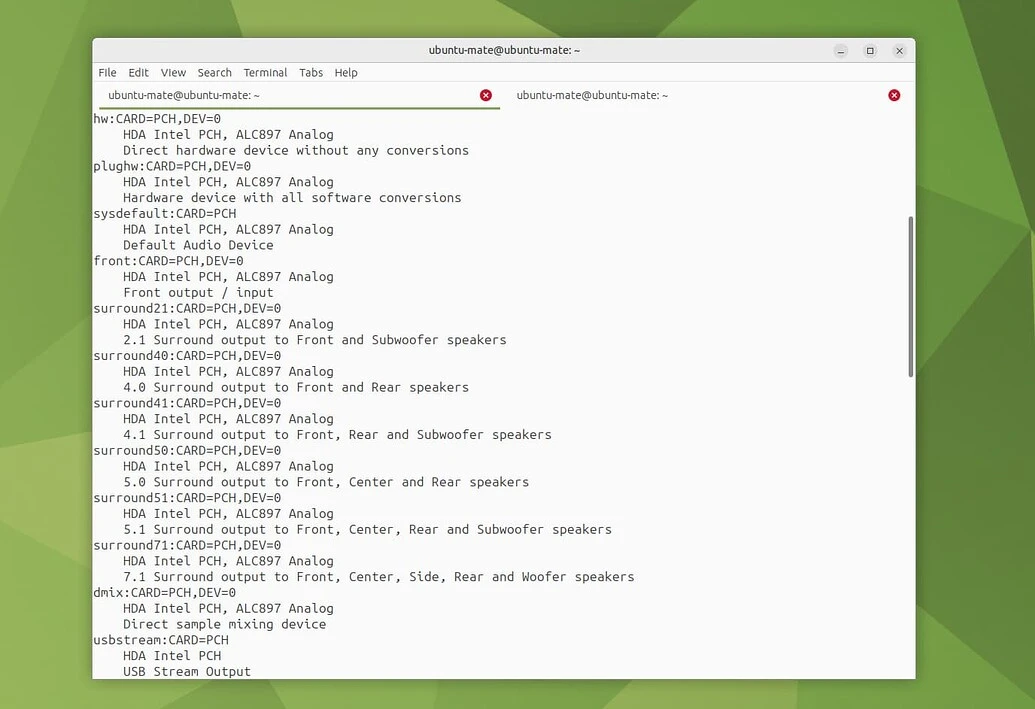 ubuntu-mate@ubuntu-mate: ~
File Edit View Search Terminal Tabs Help
ubuntu-mate@ubuntu-mate: ~ ubuntu-mate@ubuntu-mate: ~
hw:CARD=PCH,DEV=0
HDA Intel PCH, ALC897 Analog
Direct hardware device without any conversions
plughw:CARD=PCH,DEV=0
HDA Intel PCH, ALC897 Analog
Hardware device with all software conversions
sysdefault:CARD=PCH
HDA Intel PCH, ALC897 Analog
Default Audio Device
front:CARD=PCH,DEV=0
HDA Intel PCH, ALC897 Analog
Front output / input
surround21:CARD=PCH,DEV=0
HDA Intel PCH, ALC897 Analog
2.1 Surround output to Front and Subwoofer speakers
surround40:CARD=PCH,DEV=0
HDA Intel PCH, ALC897 Analog
4.0 Surround output to Front and Rear speakers
surround41:CARD=PCH,DEV=0
HDA Intel PCH, ALC897 Analog
4.1 Surround output to Front, Rear and Subwoofer speakers
surround50:CARD=PCH,DEV=0
HDA Intel PCH, ALC897 Analog
5.0 Surround output to Front, Center and Rear speakers
surround51:CARD=PCH,DEV=0
HDA Intel PCH, ALC897 Analog
5.1 Surround output to Front, Center, Rear and Subwoofer speakers
surround71:CARD=PCH,DEV=0
HDA Intel PCH, ALC897 Analog
7.1 Surround output to Front, Center, Side, Rear and Woofer speakers
dmix:CARD=PCH,DEV=0
HDA Intel PCH, ALC897 Analog
Direct sample mixing device
usbstream:CARD=PCH
HDA Intel PCH
USB Stream Output